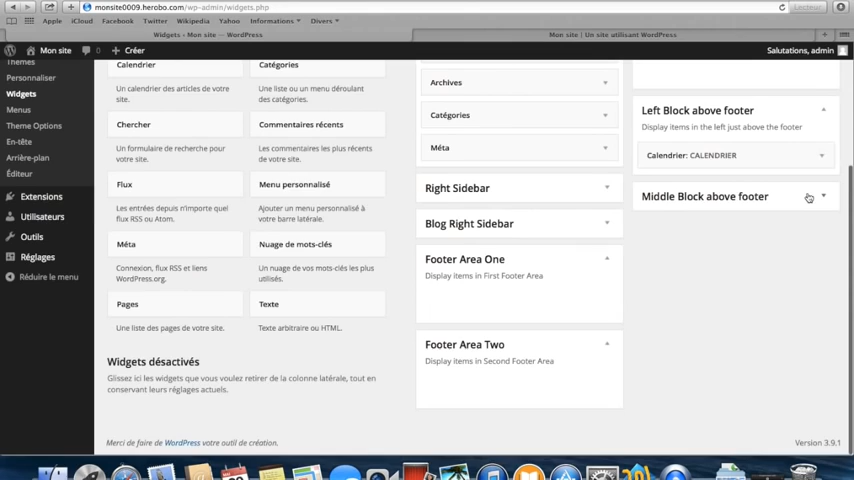 monsite0009.herobo.com/wp-admin/widgets.php
Lecteur
Apple iCloud Facebook Twitter Wikipedia Yahoo Informations Divers
Widgets ‹ Mon site — WordPress
Mon site | Un site utilisant WordPress
Mon site 0 + Créer
Salutations, admin
Thèmes
Personnaliser
Widgets
Menus
Theme Options
En-tête
Arrière-plan
Éditeur
Extensions
Utilisateurs
Outils
Réglages
Réduire le menu
Calendrier
Un calendrier des articles de votre
site.
Catégories
Une liste ou un menu déroulant
des catégories.
Chercher
Un formulaire de recherche pour
votre site.
Commentaires récents
Les commentaires les plus récents
de votre site.
Flux
Les entrées depuis n'importe quel
flux RSS ou Atom.
Menu personnalisé
Ajouter un menu personnalisé à
votre barre latérale.
Méta
Connexion, flux RSS et liens
WordPress.org.
Nuage de mots-clés
Un nuage de vos mots-clés les plus
utilisés.
Pages
Une liste des pages de votre site.
Texte
Texte arbitraire ou HTML.
Widgets désactivés
Glissez ici les widgets que vous voulez retirer de la colonne latérale, tout en
conservant leurs réglages actuels.
Archives
Catégories
Méta
Right Sidebar
Blog Right Sidebar
Footer Area One
Display items in First Footer Area
Footer Area Two
Display items in Second Footer Area
Left Block above footer
Display items in the left just above the footer
Calendrier: CALENDRIER
Middle Block above footer
Merci de faire de WordPress votre outil de création.
Version 3.9.1